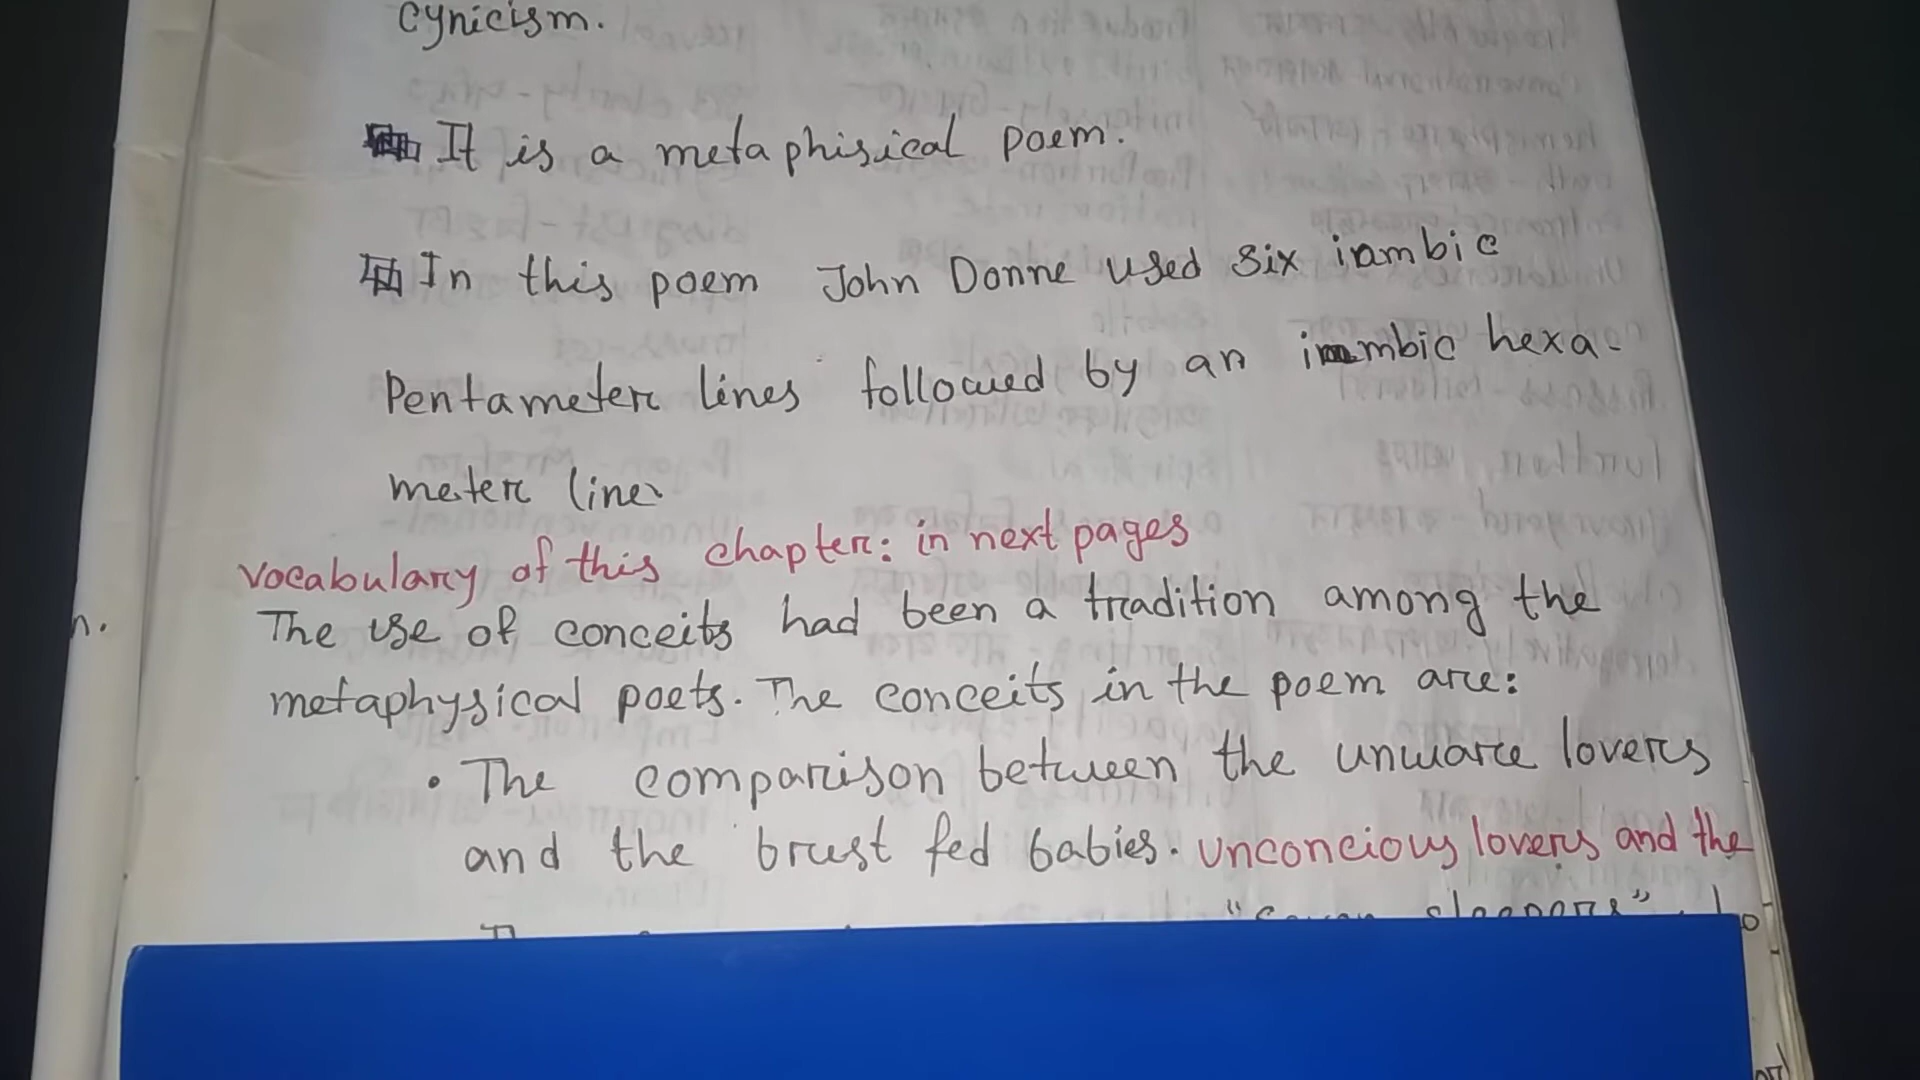 cynicism.
It is a metaphisical poem.
In this poem John Donne used six iambic
Pentameter lines followed by an iambic hexa-
meter line
vocabulary of this chapter: in next pages
n.
The use of conceits had been a tradition among the
metaphysical poets. The conceits in the poem are:
• The comparison between the unware lovers
and the brest fed babies. unconcious lovers and the